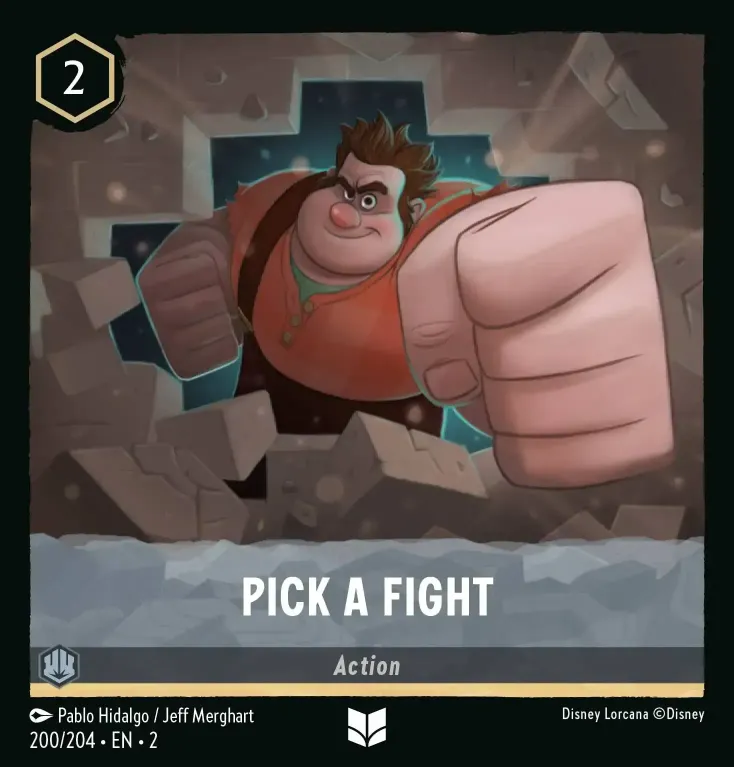 2
PICK A FIGHT
Action
Pablo Hidalgo / Jeff Merghart
Disney Lorcana ©Disney
200/204 • EN • 2